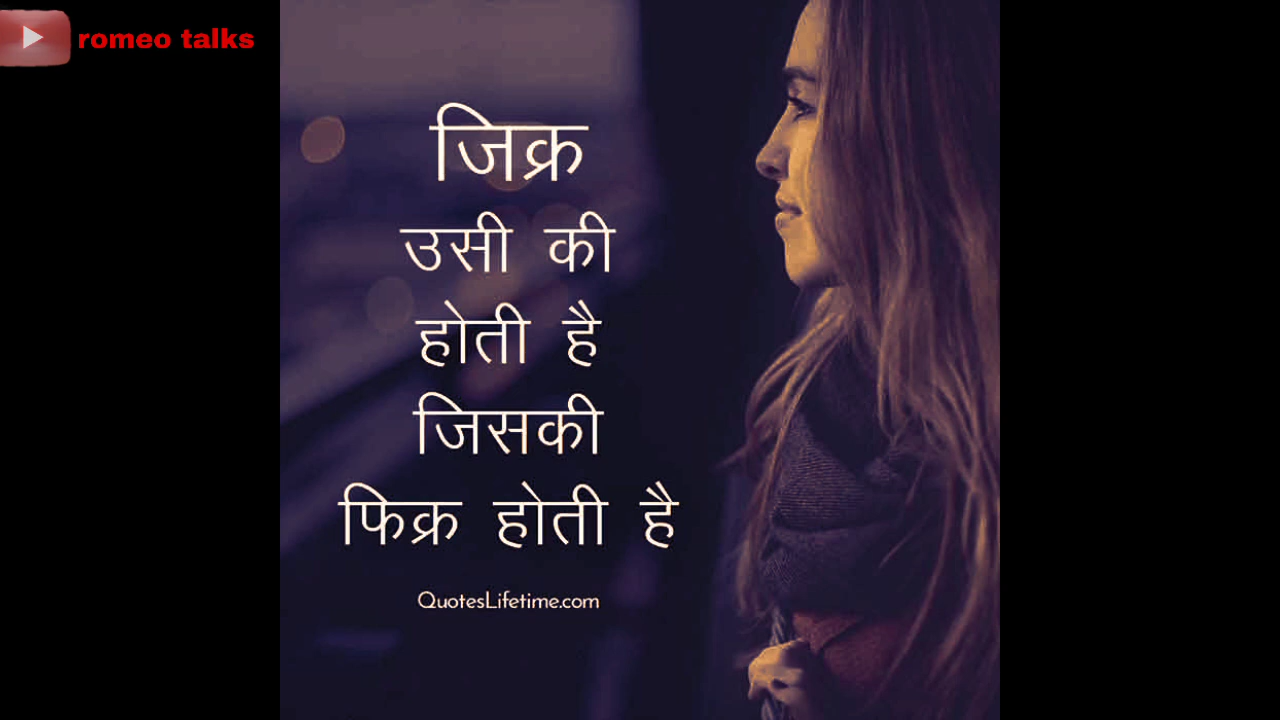 romeo talks
जिक्र
उसी की
होती है
जिसकी
फिक्र होती है
QuotesLifetime.com